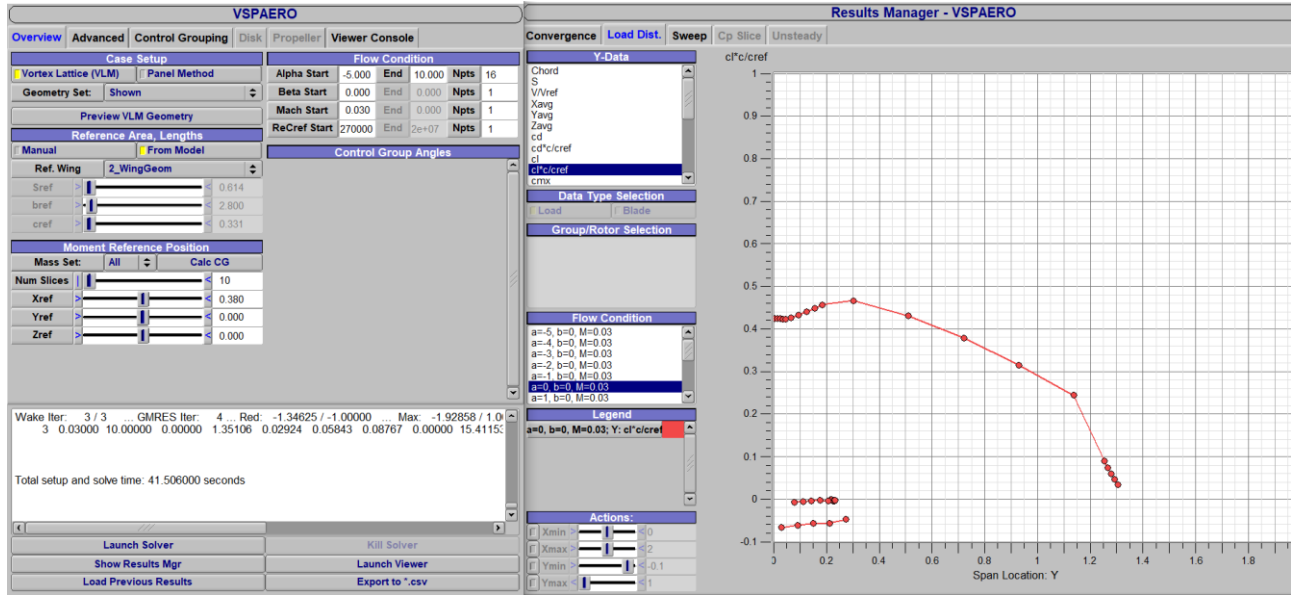 VSPAERO
Overview Advanced Control Grouping Disk Propeller Viewer Console
Case Setup
Vortex Lattice (VLM) Panel Method
Geometry Set: Shown
Preview VLM Geometry
Reference Area, Lengths
Manual From Model
Ref. Wing 2_WingGeom
Sref > < 0.614
bref > < 2.800
cref > < 0.331
Moment Reference Position
Mass Set: All Calc CG
Num Slices | < 10
Xref > < 0.380
Yref > < 0.000
Zref > < 0.000
Flow Condition
Alpha Start -5.000 End 10.000 Npts 16
Beta Start 0.000 End 0.000 Npts 1
Mach Start 0.030 End 0.000 Npts 1
ReCref Start 270000 End 2e+07 Npts 1
Control Group Angles
Wake Iter: 3 / 3 ... GMRES Iter: 4 ... Red: -1.34625 / -1.00000 ... Max: -1.92858 / 1.0
3 0.03000 10.00000 0.00000 1.35106 0.02924 0.05843 0.08767 0.00000 15.41153
Total setup and solve time: 41.506000 seconds
Launch Solver Kill Solver
Show Results Mgr Launch Viewer
Load Previous Results Export to *.csv
Results Manager - VSPAERO
Convergence Load Dist. Sweep Cp Slice Unsteady
Y-Data
Chord
S
V/Vref
Xavg
Yavg
Zavg
cd
cd*c/cref
cl
cl*c/cref
cmx
Data Type Selection
Load Blade
Group/Rotor Selection
Flow Condition
a=-5, b=0, M=0.03
a=-4, b=0, M=0.03
a=-3, b=0, M=0.03
a=-2, b=0, M=0.03
a=-1, b=0, M=0.03
a=0, b=0, M=0.03
a=1, b=0, M=0.03
Legend
a=0, b=0, M=0.03; Y: cl*c/cref
Actions:
Xmin > < 0
Xmax > < 2
Ymin > < -0.1
Ymax < < 1
cl*c/cref
1
0.9
0.8
0.7
0.6
0.5
0.4
0.3
0.2
0.1
0
-0.1
0 0.2 0.4 0.6 0.8 1 1.2 1.4 1.6 1.8
Span Location: Y